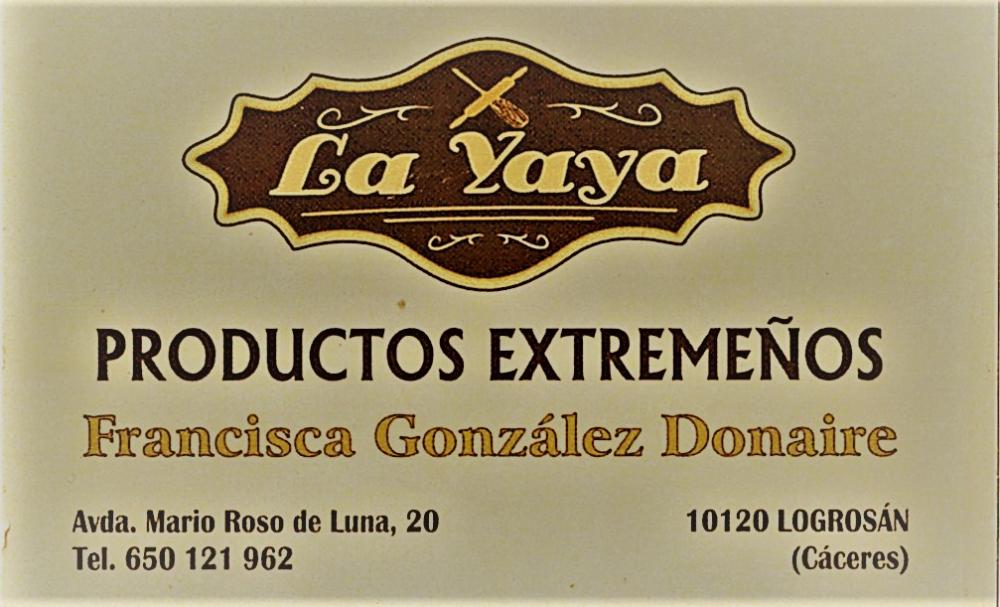 La Yaya
PRODUCTOS EXTREMEÑOS
Francisca González Donaire
Avda. Mario Roso de Luna, 20
Tel. 650 121 962
10120 LOGROSÁN
(Cáceres)